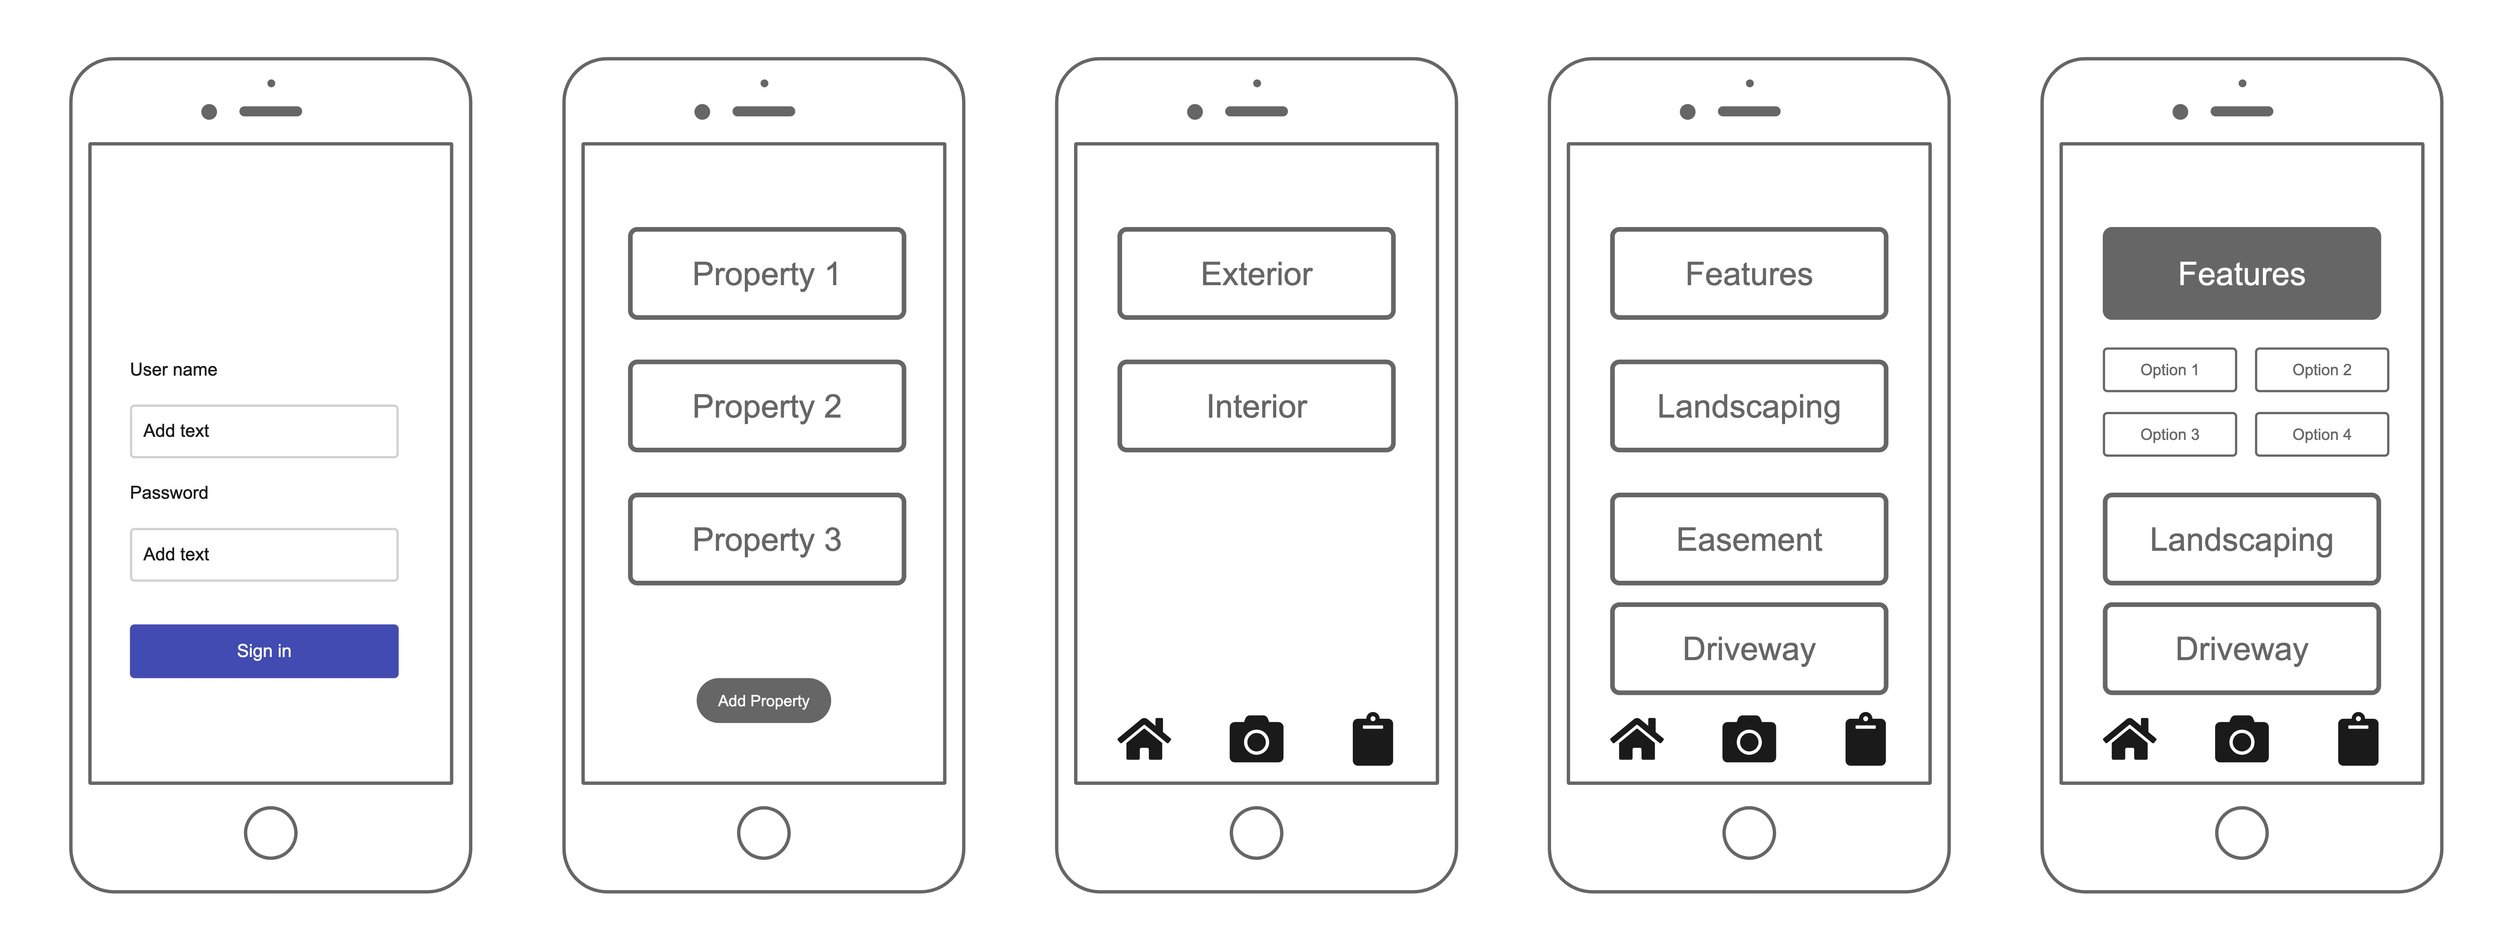 User name
Add text
Password
Add text
Sign in
Property 1
Property 2
Property 3
Add Property
Exterior
Interior
Features
Landscaping
Easement
Driveway
Features
Option 1
Option 2
Option 3
Option 4
Landscaping
Driveway